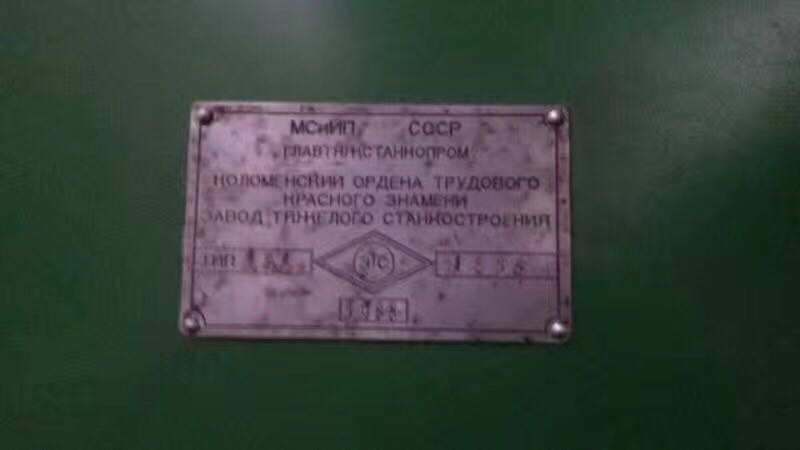 МСиИП СССР
ГЛАВТЯЖСТАНКОПРОМ
КОЛОМЕНСКИЙ ОРДЕНА ТРУДОВОГО
КРАСНОГО ЗНАМЕНИ
ЗАВОД ТЯЖЕЛОГО СТАНКОСТРОЕНИЯ
ТИП